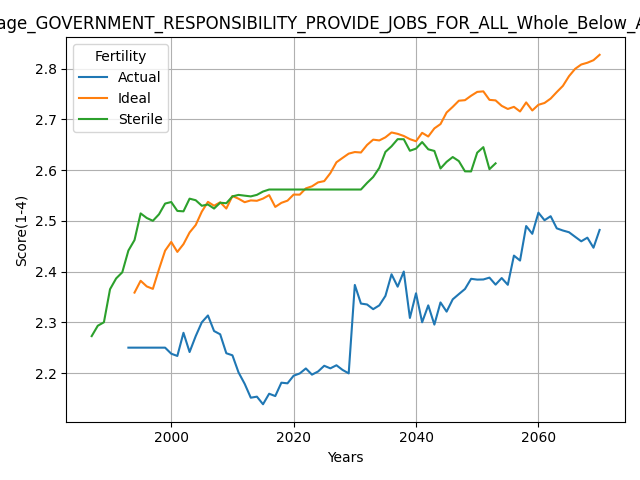 age_GOVERNMENT_RESPONSIBILITY_PROVIDE_JOBS_FOR_ALL_Whole_Below_A
Fertility
Actual
Ideal
Sterile
Score(1-4)
2.8
2.7
2.6
2.5
2.4
2.3
2.2
2000
2020
2040
2060
Years